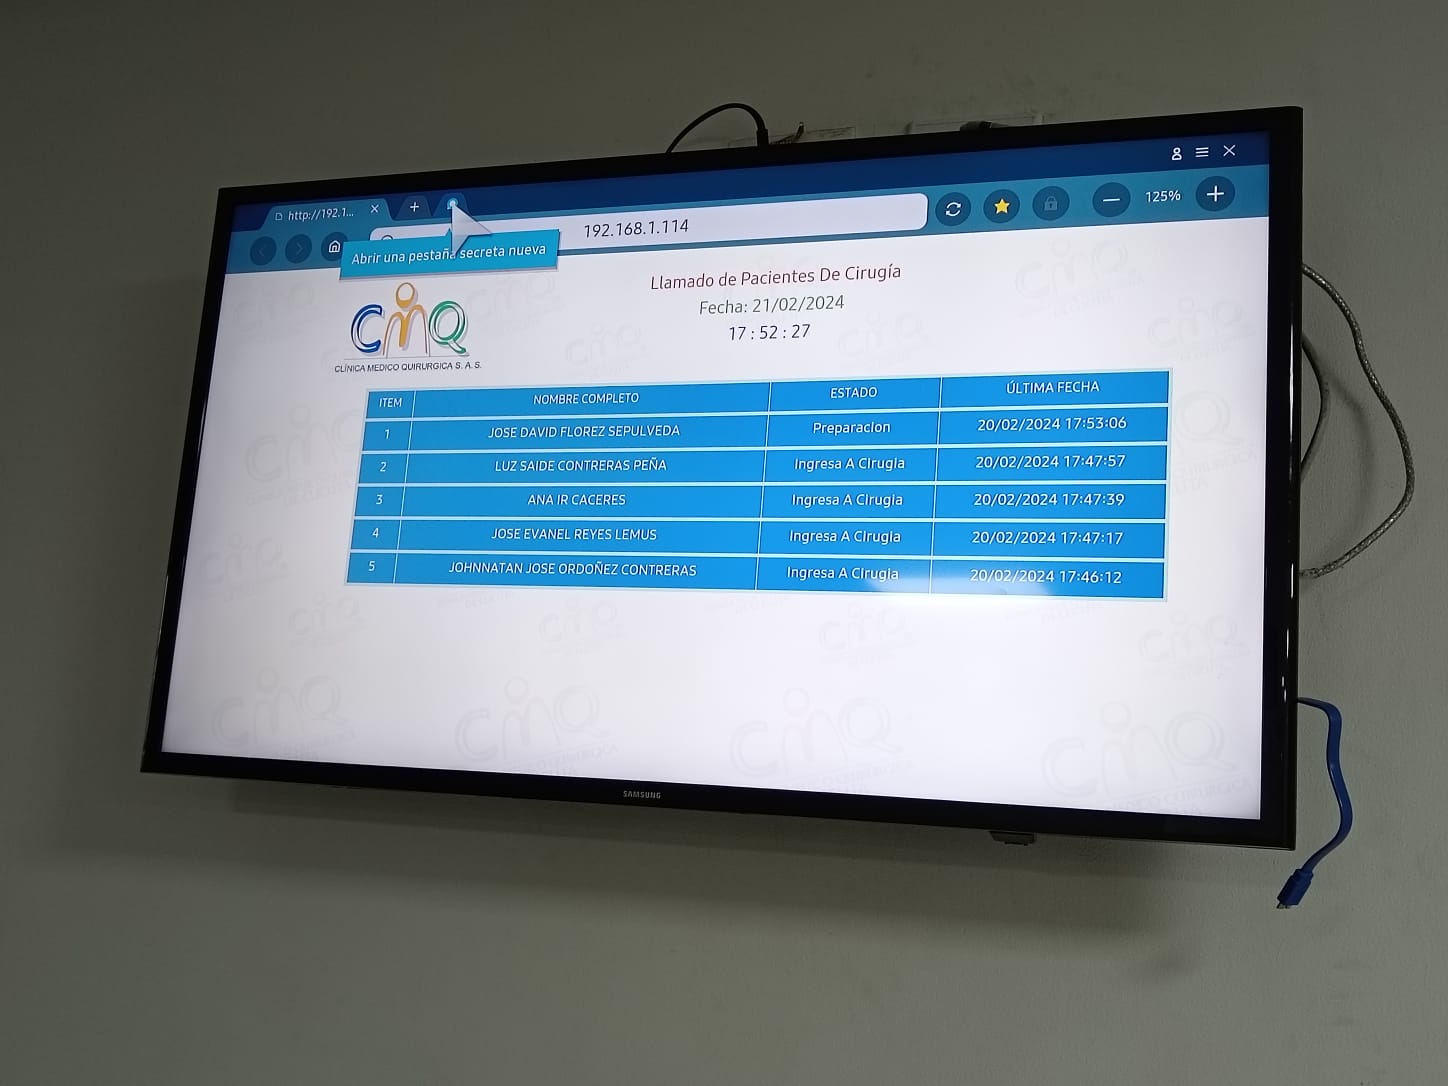 http://192.1...
125%
192.168.1.114
Abrir una pestaña secreta nueva
CMQ
CLÍNICA MEDICO QUIRURGICA S. A. S.
Llamado de Pacientes De Cirugía
Fecha: 21/02/2024
17 : 52 : 27
ITEM NOMBRE COMPLETO ESTADO ÚLTIMA FECHA
1 JOSE DAVID FLOREZ SEPULVEDA Preparacion 20/02/2024 17:53:06
2 LUZ SAIDE CONTRERAS PEÑA Ingresa A Cirugia 20/02/2024 17:47:57
3 ANA IR CACERES Ingresa A Cirugia 20/02/2024 17:47:39
4 JOSE EVANEL REYES LEMUS Ingresa A Cirugia 20/02/2024 17:47:17
5 JOHNNATAN JOSE ORDOÑEZ CONTRERAS Ingresa A Cirugia 20/02/2024 17:46:12
SAMSUNG